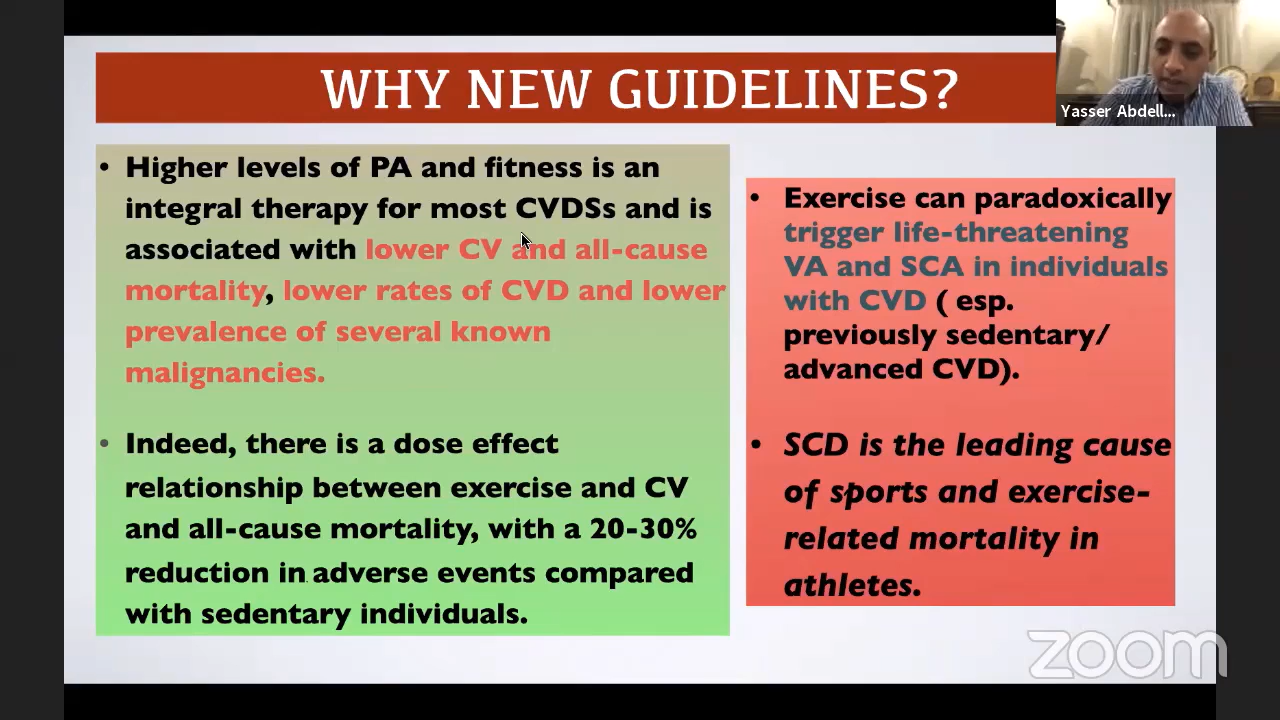 WHY NEW GUIDELINES?
Yasser Abdell...
• Higher levels of PA and fitness is an
integral therapy for most CVDSs and is
associated with lower CV and all-cause
mortality, lower rates of CVD and lower
prevalence of several known
malignancies.
• Indeed, there is a dose effect
relationship between exercise and CV
and all-cause mortality, with a 20-30%
reduction in adverse events compared
with sedentary individuals.
• Exercise can paradoxically
trigger life-threatening
VA and SCA in individuals
with CVD ( esp.
previously sedentary/
advanced CVD).
• SCD is the leading cause
of sports and exercise-
related mortality in
athletes.
zoom